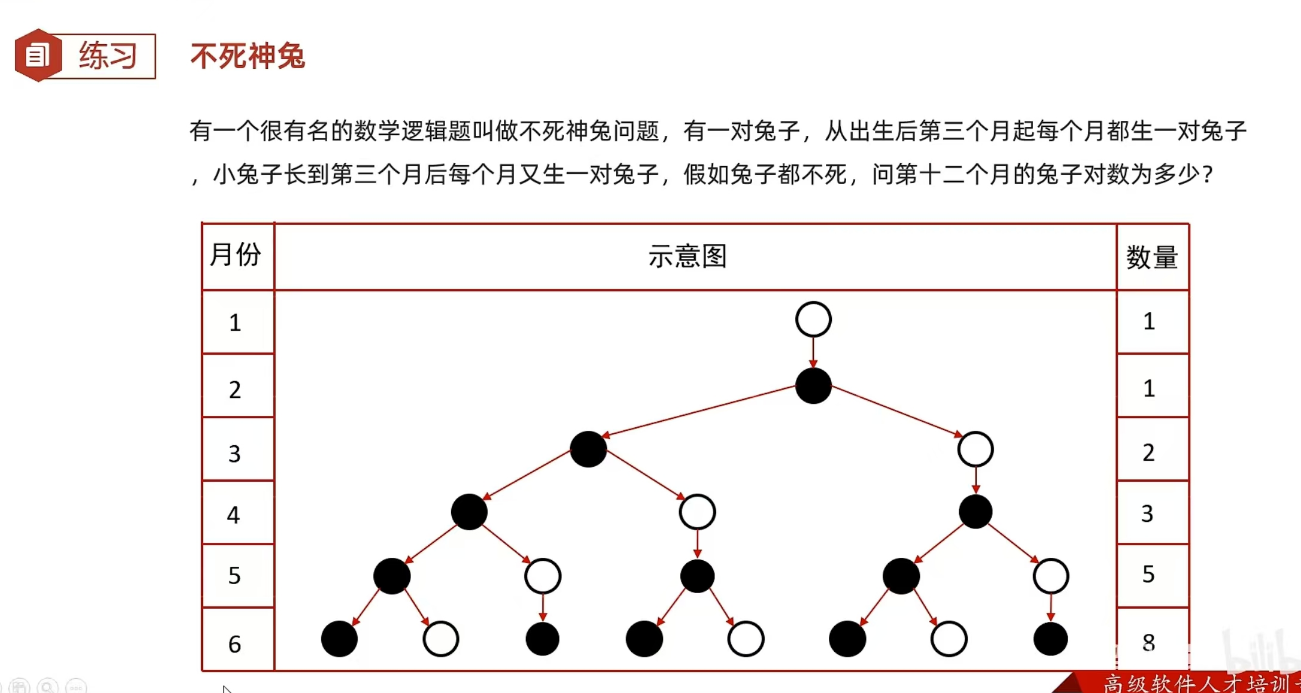 练习
不死神兔
有一个很有名的数学逻辑题叫做不死神兔问题，有一对兔子，从出生后第三个月起每个月都生一对兔子
，小兔子长到第三个月后每个月又生一对兔子，假如兔子都不死，问第十二个月的兔子对数为多少？
月份 示意图 数量
1 1
2 1
3 2
4 3
5 5
6 8
高级软件人才培训